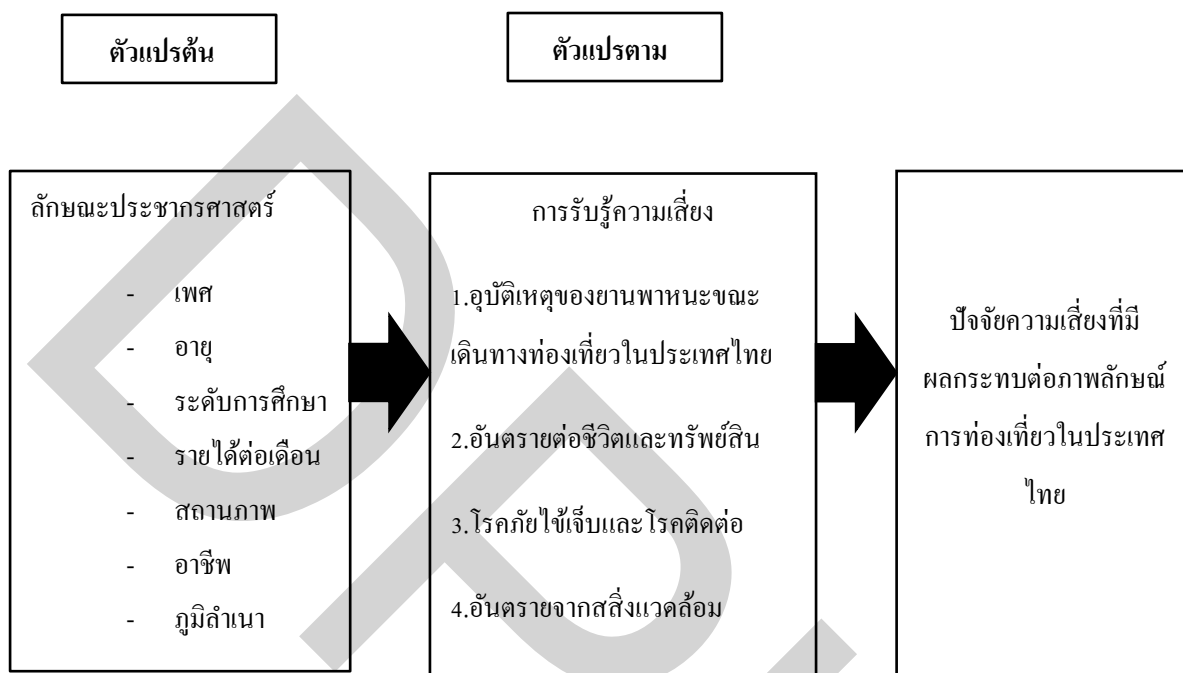 ตัวแปรต้น
ตัวแปรตาม
ลักษณะประชากรศาสตร์
- เพศ
- อายุ
- ระดับการศึกษา
- รายได้ต่อเดือน
- สถานภาพ
- อาชีพ
- ภูมิลำเนา
การรับรู้ความเสี่ยง
1.อุบัติเหตุของยานพาหนะขณะ
เดินทางท่องเที่ยวในประเทศไทย
2.อันตรายต่อชีวิตและทรัพย์สิน
3.โรคภัยไข้เจ็บและโรคติดต่อ
4.อันตรายจากสสิ่งแวดล้อม
ปัจจัยความเสี่ยงที่มี
ผลกระทบต่อภาพลักษณ์
การท่องเที่ยวในประเทศ
ไทย